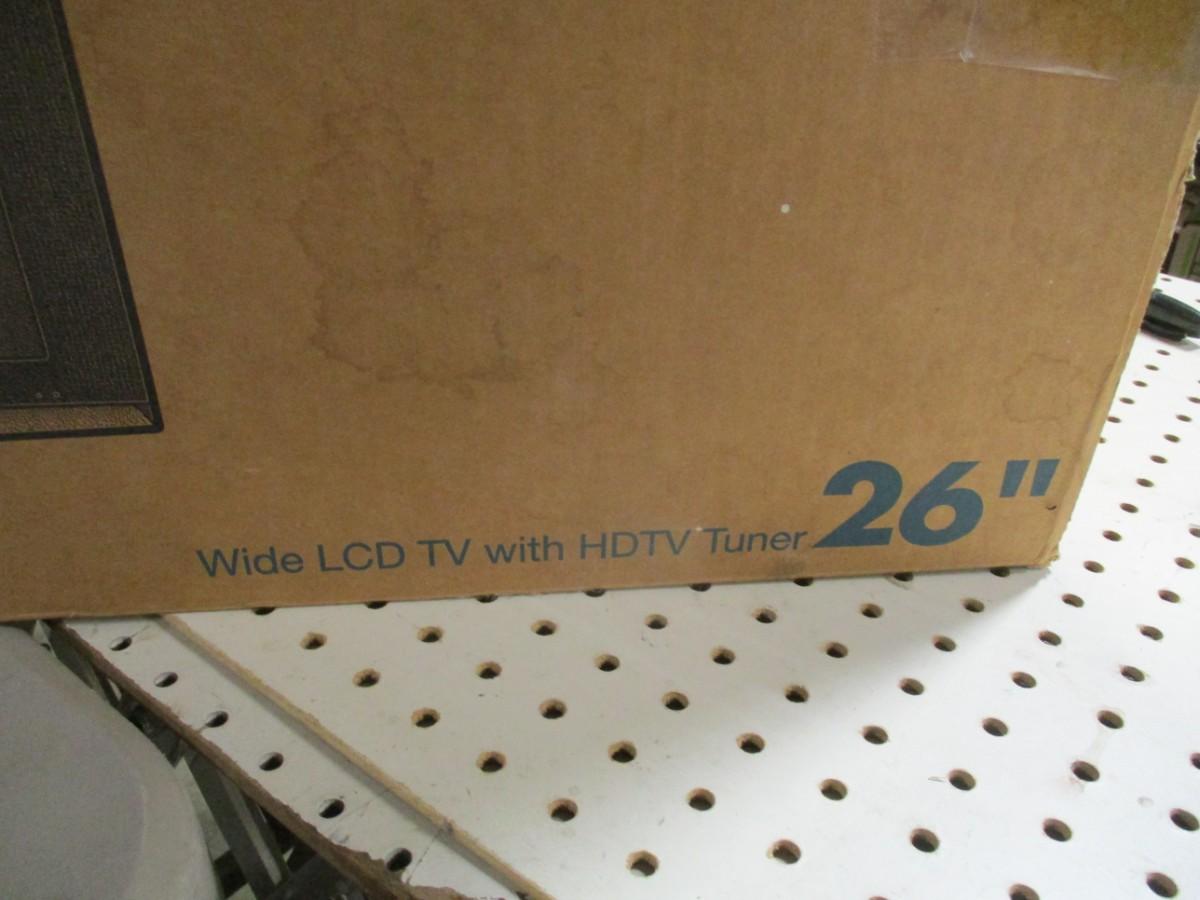 Wide LCD TV with HDTV Tuner 26"